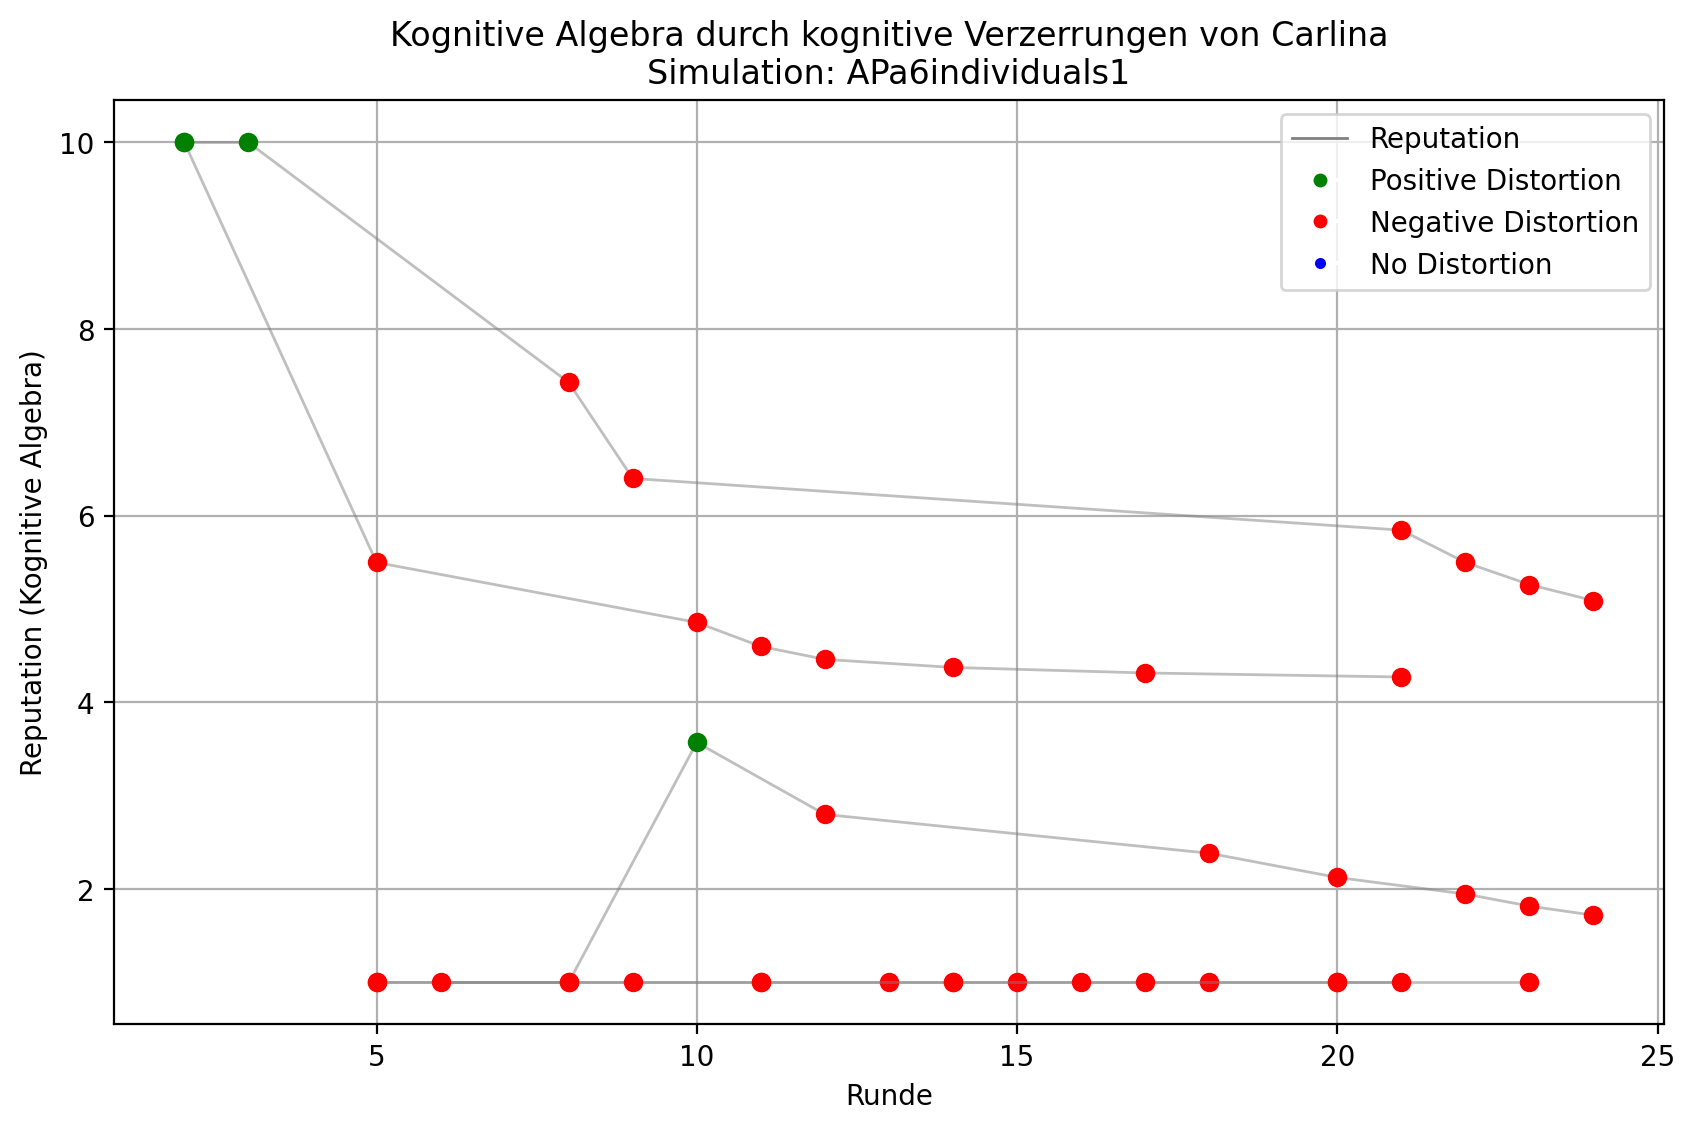 Kognitive Algebra durch kognitive Verzerrungen von Carlina
Simulation: APa6individuals1
Reputation
Positive Distortion
Negative Distortion
No Distortion
Reputation (Kognitive Algebra)
10
8
6
4
2
5
10
15
20
25
Runde